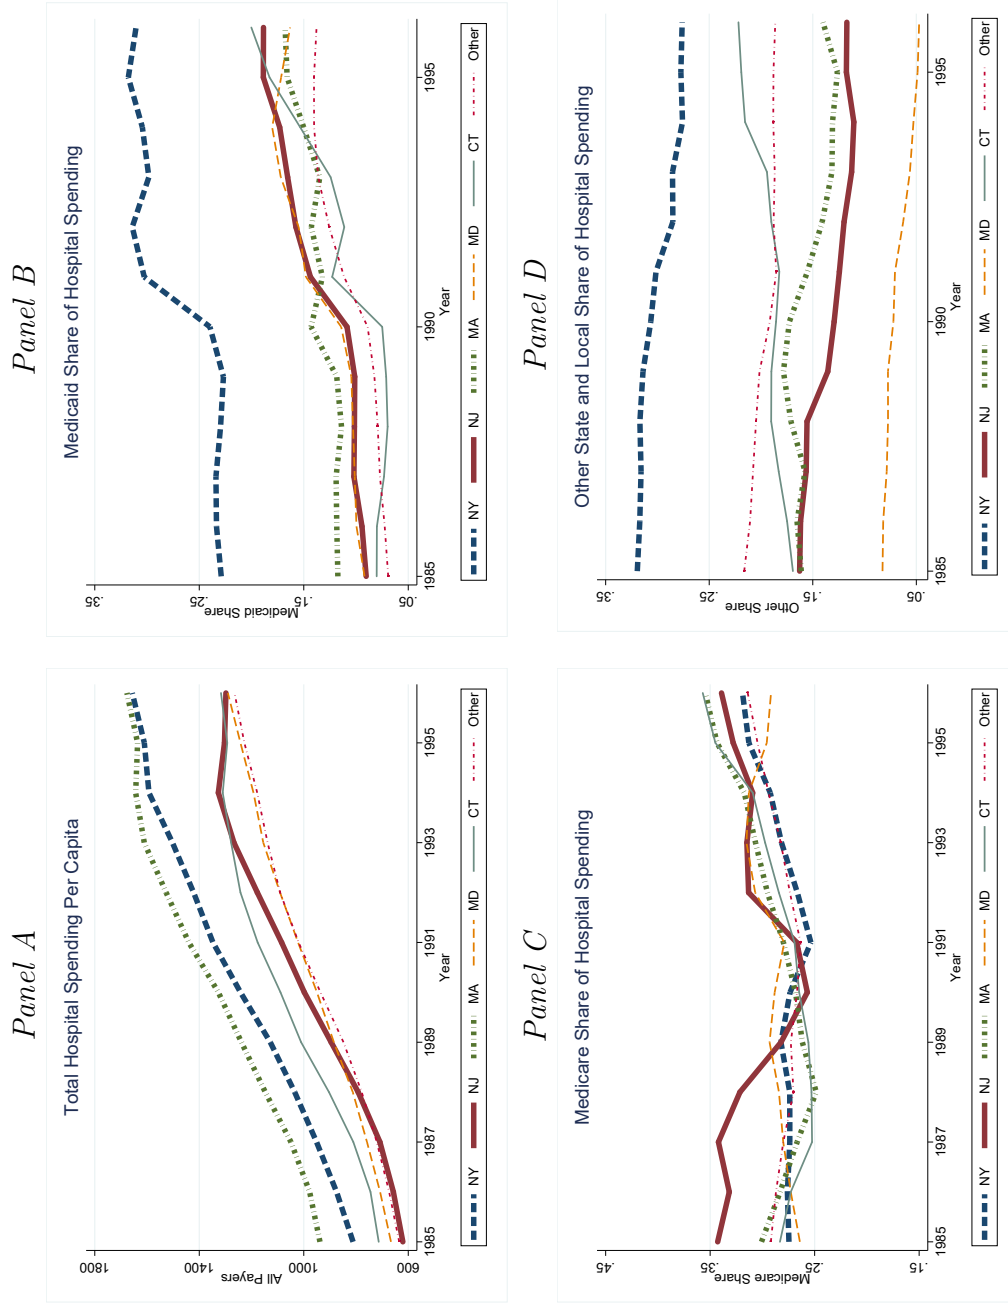 Panel A
Total Hospital Spending Per Capita
All Payers
1800
1400
1000
600
1985
1987
1989
1991
1993
1995
Year
NY
NJ
MA
MD
CT
Other
Panel B
Medicaid Share of Hospital Spending
Medicaid Share
.35
.25
.15
.05
1985
1990
1995
Year
NY
NJ
MA
MD
CT
Other
Panel C
Medicare Share of Hospital Spending
Medicare Share
.45
.35
.25
.15
1985
1987
1989
1991
1993
1995
Year
NY
NJ
MA
MD
CT
Other
Panel D
Other State and Local Share of Hospital Spending
Other Share
.35
.25
.15
.05
1985
1990
1995
Year
NY
NJ
MA
MD
CT
Other